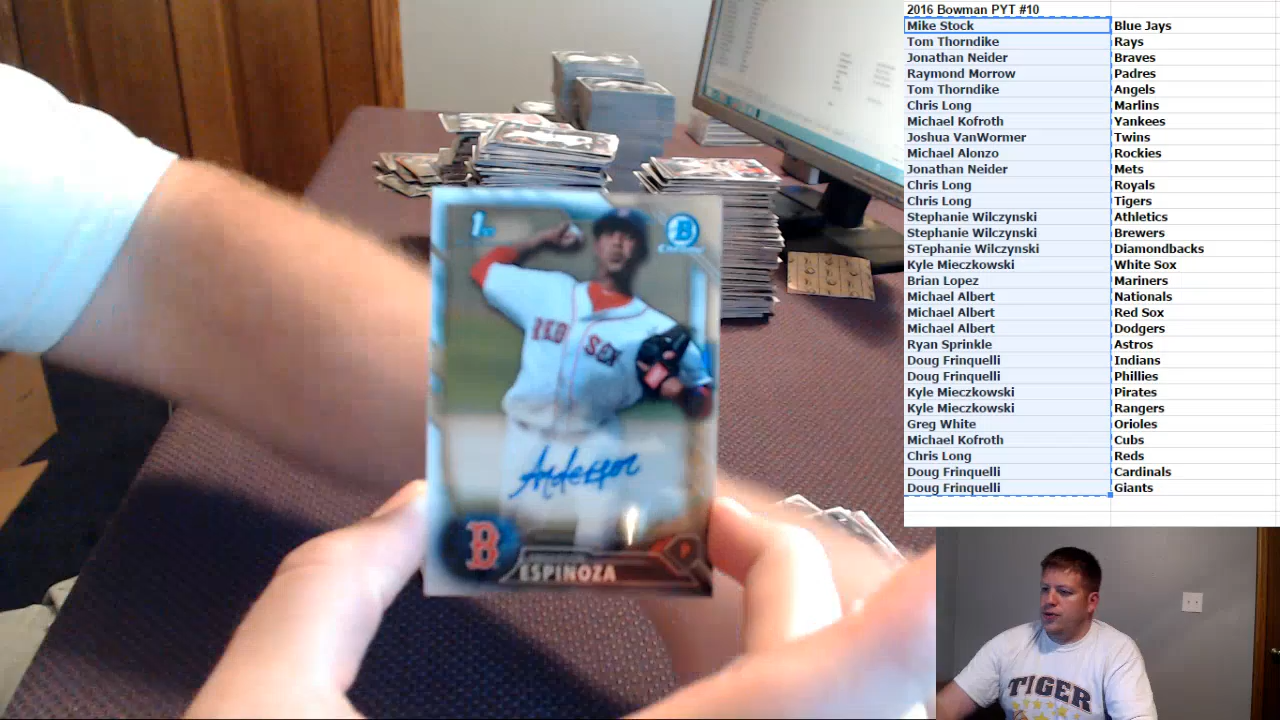 2016 Bowman PYT #10
Mike Stock Blue Jays
Tom Thorndike Rays
Jonathan Neider Braves
Raymond Morrow Padres
Tom Thorndike Angels
Chris Long Marlins
Michael Kofroth Yankees
Joshua VanWormer Twins
Michael Alonzo Rockies
Jonathan Neider Mets
Chris Long Royals
Chris Long Tigers
Stephanie Wilczynski Athletics
Stephanie Wilczynski Brewers
STephanie Wilczynski Diamondbacks
Kyle Mieczkowski White Sox
Brian Lopez Mariners
Michael Albert Nationals
Michael Albert Red Sox
Michael Albert Dodgers
Ryan Sprinkle Astros
Doug Frinquelli Indians
Doug Frinquelli Phillies
Kyle Mieczkowski Pirates
Kyle Mieczkowski Rangers
Greg White Orioles
Michael Kofroth Cubs
Chris Long Reds
Doug Frinquelli Cardinals
Doug Frinquelli Giants
1st
B
RED SOX
Anderson
B
ESPINOZA
P
TIGER